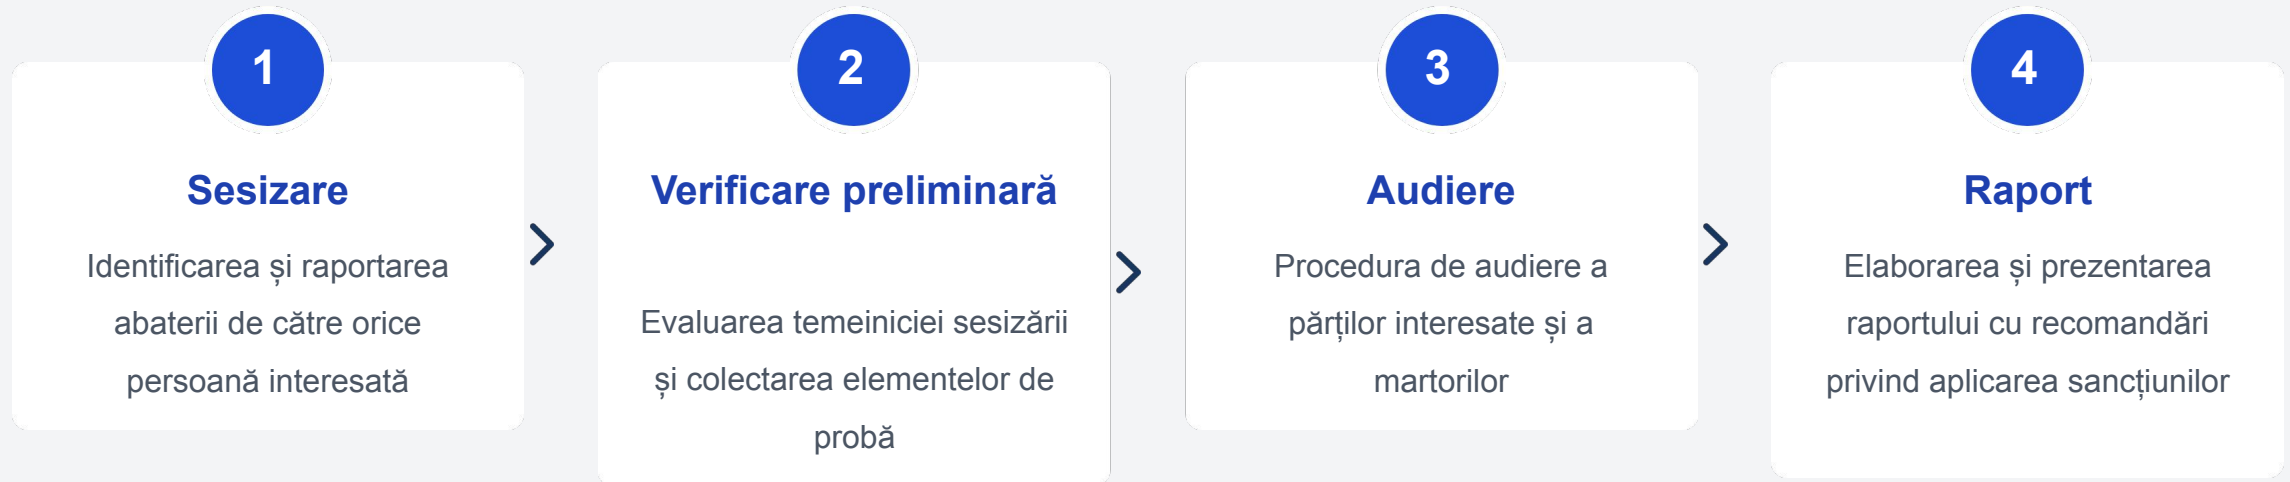 1
Sesizare
Identificarea și raportarea
abaterii de către orice
persoană interesată
2
Verificare preliminară
Evaluarea temeiniciei sesizării
și colectarea elementelor de
probă
3
Audiere
Procedura de audiere a
părților interesate și a
martorilor
4
Raport
Elaborarea și prezentarea
raportului cu recomandări
privind aplicarea sancțiunilor